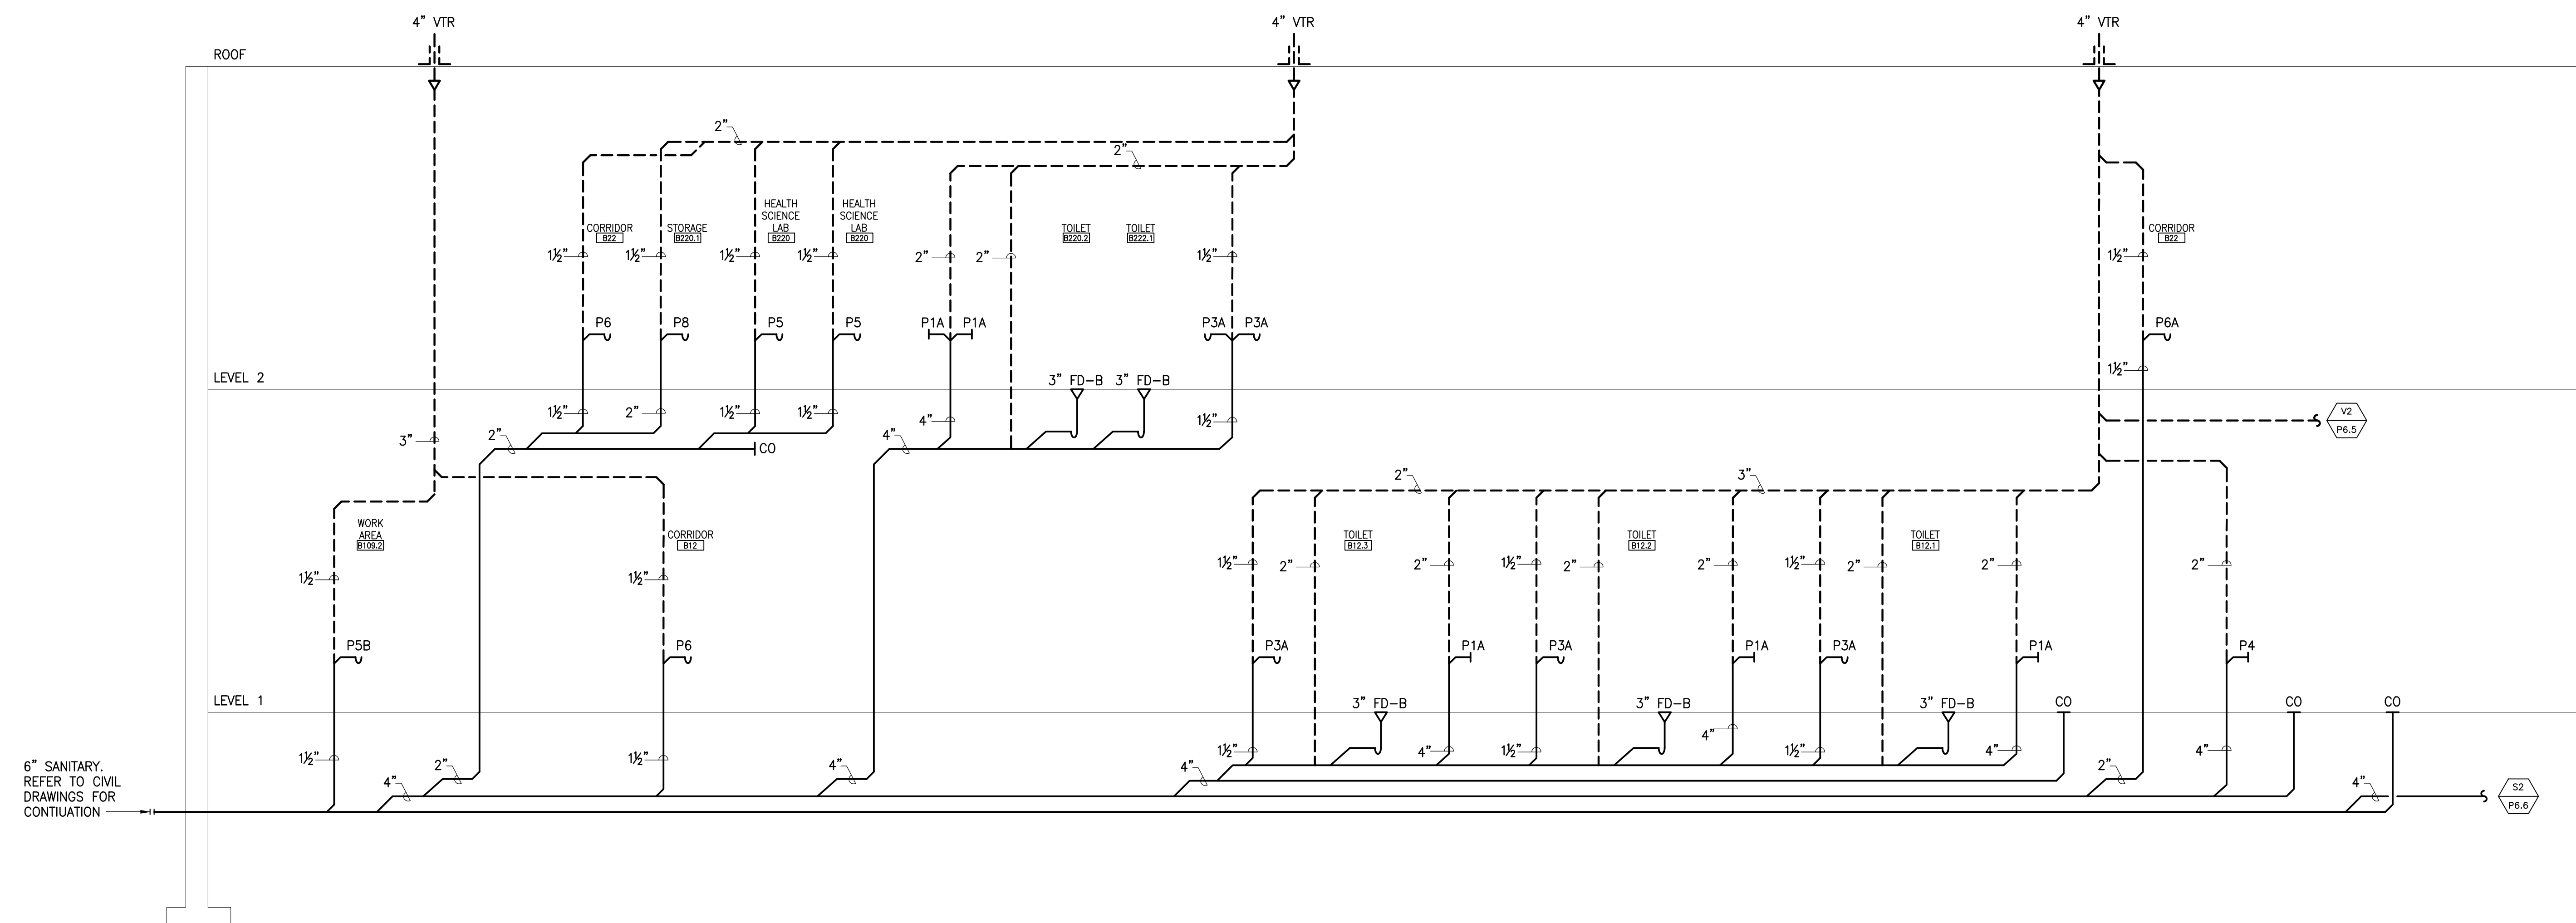 4" VTR
4" VTR
4" VTR
ROOF
2"
2"
HEALTH
SCIENCE
LAB
B220
HEALTH
SCIENCE
LAB
B220
CORRIDOR
B22
STORAGE
B220.1
TOILET
B220.2
TOILET
B222.1
CORRIDOR
B22
1½"
1½"
1½"
1½"
2"
2"
1½"
1½"
P6
P8
P5
P5
P1A
P1A
P3A
P3A
P6A
LEVEL 2
3" FD-B
3" FD-B
1½"
1½"
2"
1½"
1½"
4"
1½"
V2
P6.5
3"
2"
CO
4"
2"
3"
WORK
AREA
B109.2
CORRIDOR
B12
TOILET
B12.3
TOILET
B12.2
TOILET
B12.1
1½"
1½"
1½"
2"
2"
1½"
2"
2"
1½"
2"
2"
2"
P5B
P6
P3A
P1A
P3A
P1A
P3A
P1A
P4
LEVEL 1
3" FD-B
3" FD-B
3" FD-B
CO
CO
CO
1½"
1½"
1½"
4"
1½"
4"
1½"
4"
4"
6" SANITARY.
REFER TO CIVIL
DRAWINGS FOR
CONTIUATION
4"
2"
4"
4"
2"
4"
S2
P6.6